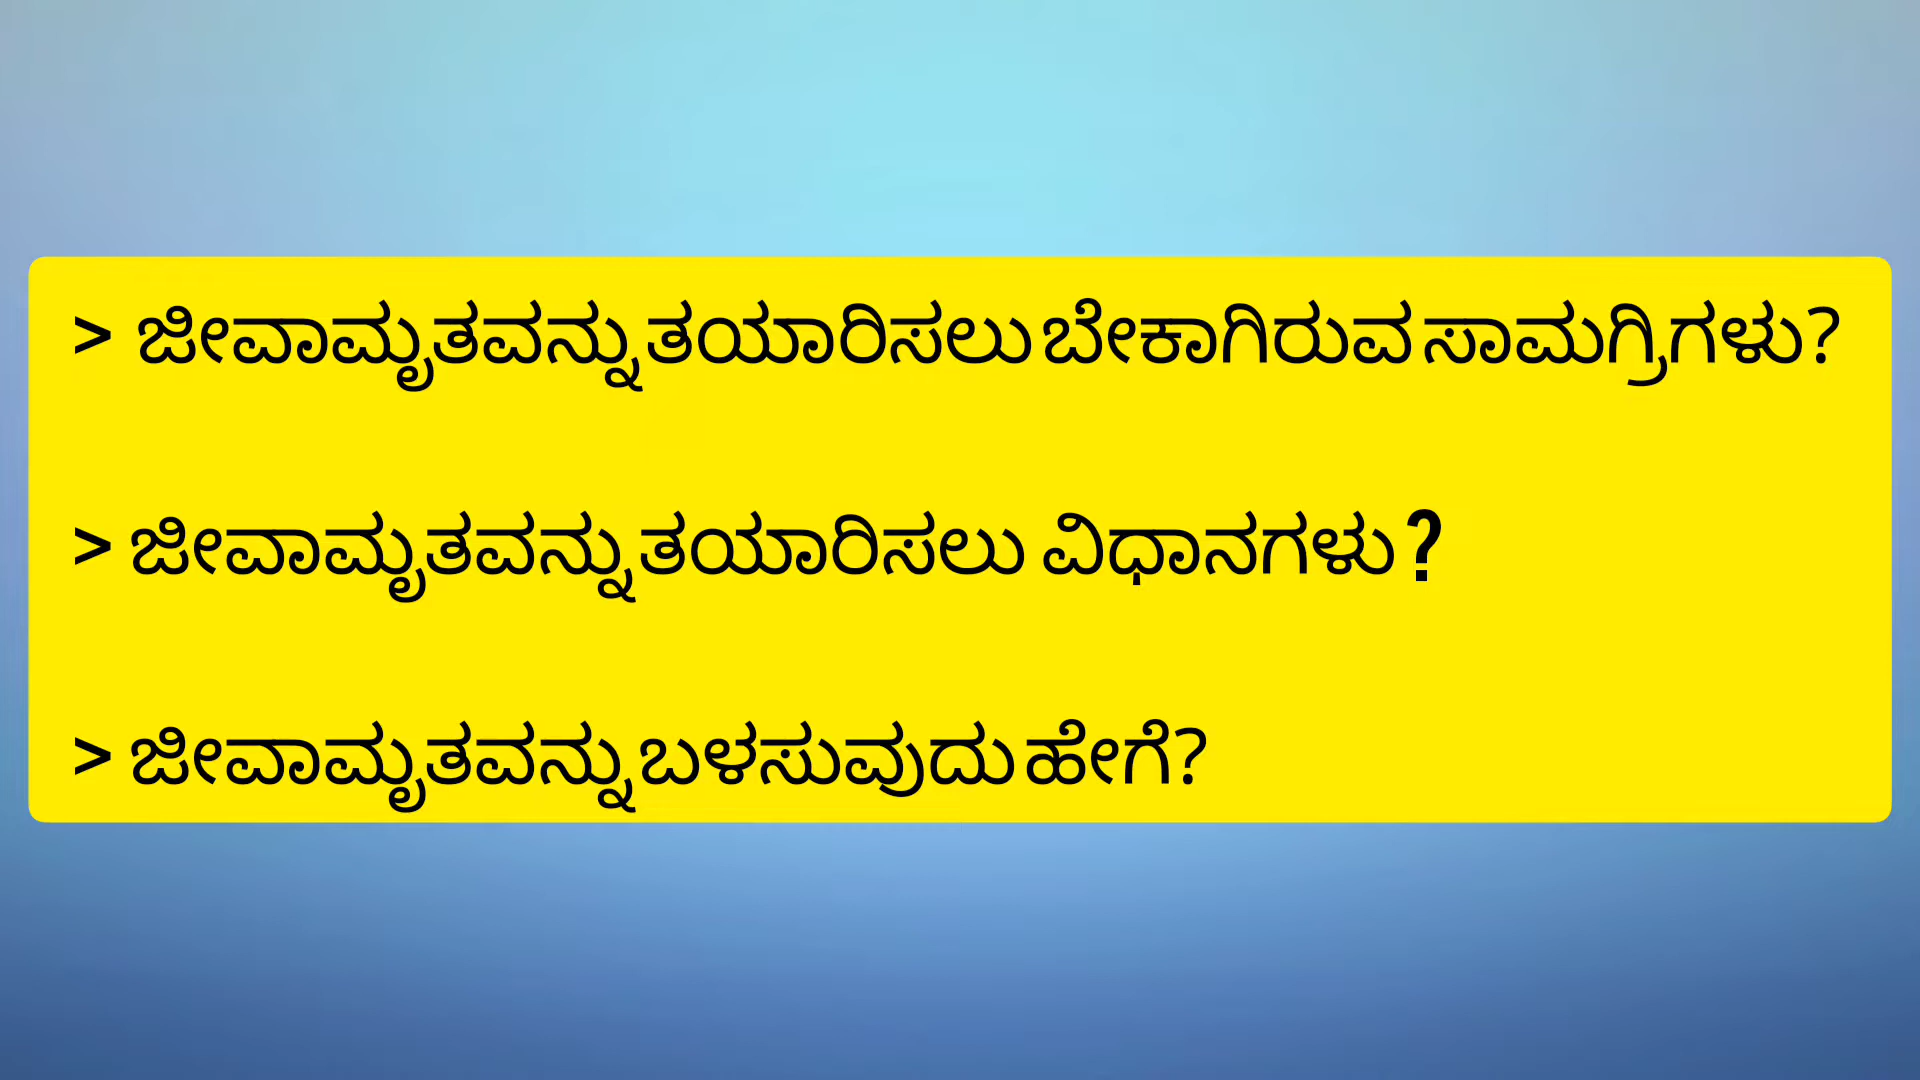 > ಜೀವಾಮೃತವನ್ನು ತಯಾರಿಸಲು ಬೇಕಾಗಿರುವ ಸಾಮಗ್ರಿಗಳು?
> ಜೀವಾಮೃತವನ್ನು ತಯಾರಿಸಲು ವಿಧಾನಗಳು?
> ಜೀವಾಮೃತವನ್ನು ಬಳಸುವುದು ಹೇಗೆ?